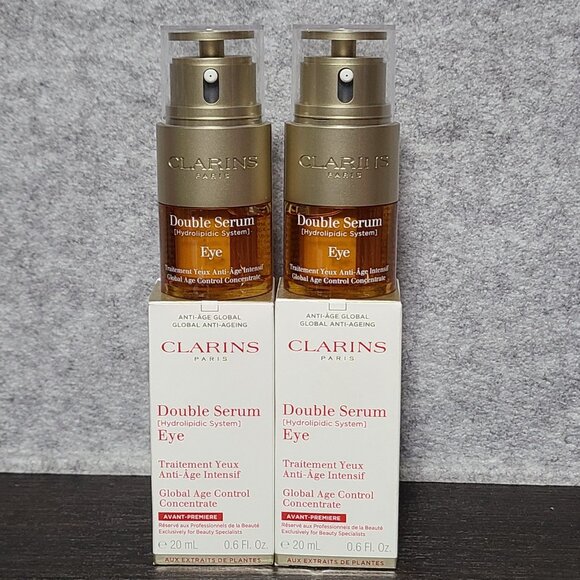 CLARINS
PARIS
Double Serum
[Hydrolipidic System]
Eye
Traitement Yeux Anti-Âge Intensif
Global Age Control Concentrate
CLARINS
PARIS
Double Serum
[Hydrolipidic System]
Eye
Traitement Yeux Anti-Âge Intensif
Global Age Control Concentrate
ANTI-ÂGE GLOBAL
GLOBAL ANTI-AGEING
CLARINS
PARIS
Double Serum
[Hydrolipidic System]
Eye
Traitement Yeux
Anti-Âge Intensif
Global Age Control
Concentrate
AVANT-PREMIERE
Réservé aux Professionnels de la Beauté
Exclusively for Beauty Specialists
℮ 20 mL 0.6 Fl. Oz.
AUX EXTRAITS DE PLANTES
ANTI-ÂGE GLOBAL
GLOBAL ANTI-AGEING
CLARINS
PARIS
Double Serum
[Hydrolipidic System]
Eye
Traitement Yeux
Anti-Âge Intensif
Global Age Control
Concentrate
AVANT-PREMIERE
Réservé aux Professionnels de la Beauté
Exclusively for Beauty Specialists
℮ 20 mL 0.6 Fl. Oz.
AUX EXTRAITS DE PLANTES